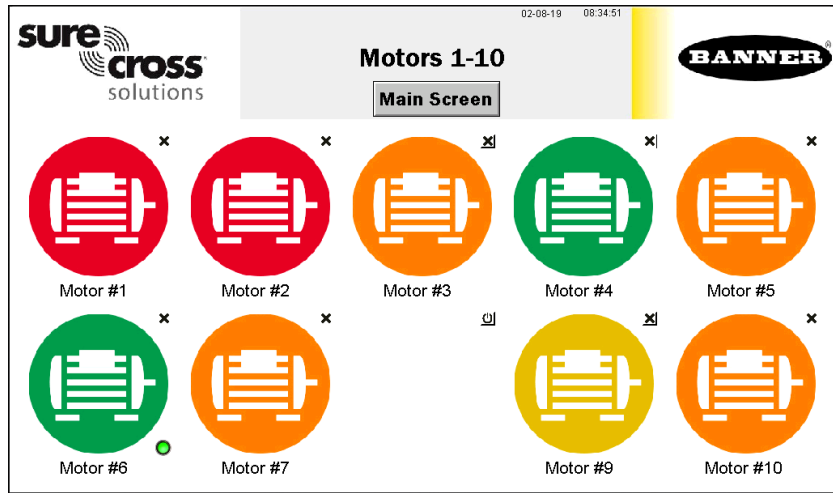 02-08-19 08:34:51
sure
cross
solutions
Motors 1-10
BANNER®
Main Screen
Motor #1
Motor #2
Motor #3
Motor #4
Motor #5
Motor #6
Motor #7
Motor #9
Motor #10